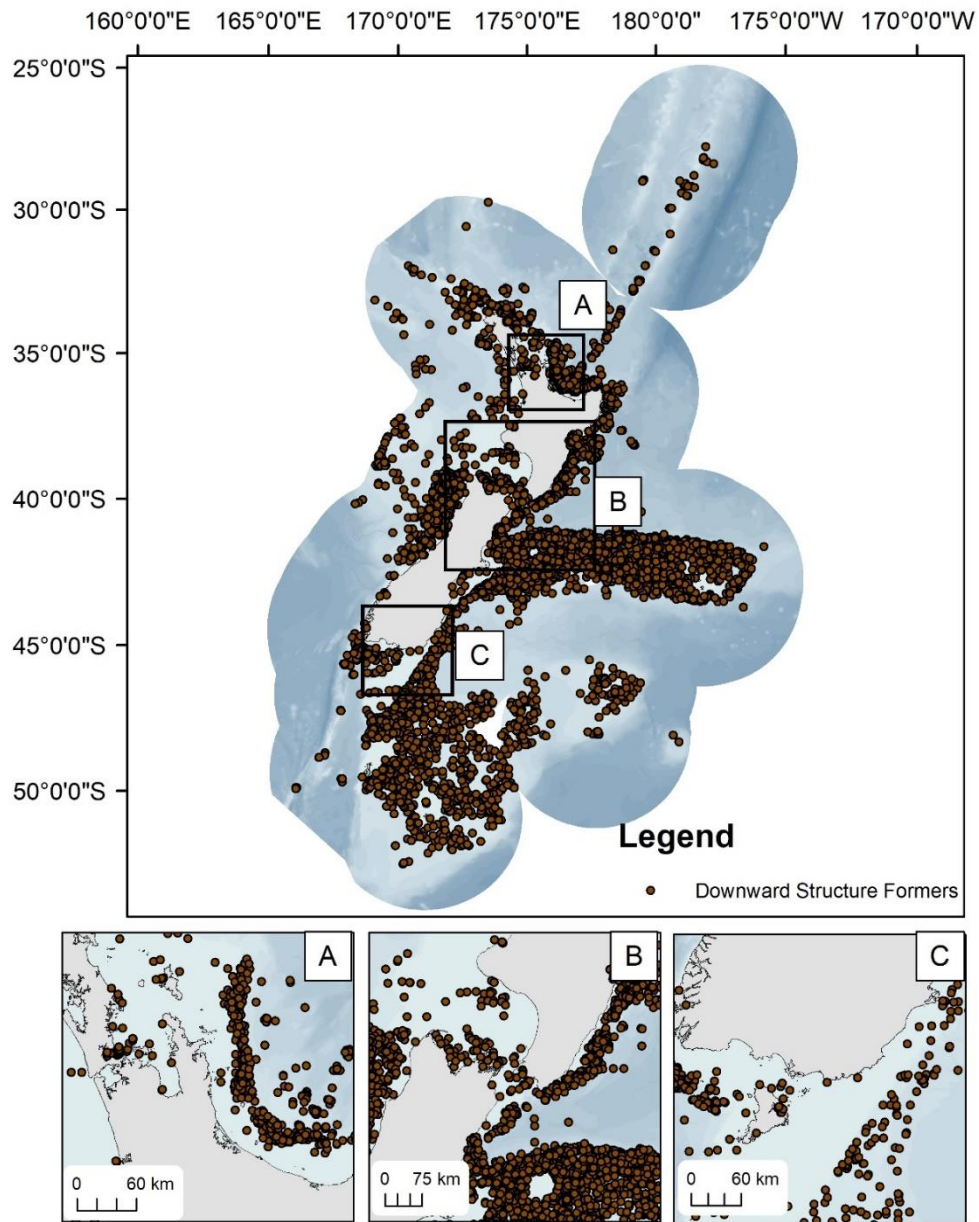 160°0'0"E 165°0'0"E 170°0'0"E 175°0'0"E 180°0'0" 175°0'0"W 170°0'0"W
25°0'0"S
30°0'0"S
A
35°0'0"S
40°0'0"S
B
45°0'0"S
C
50°0'0"S
Legend
Downward Structure Formers
A B C
0 60 km 0 75 km 0 60 km